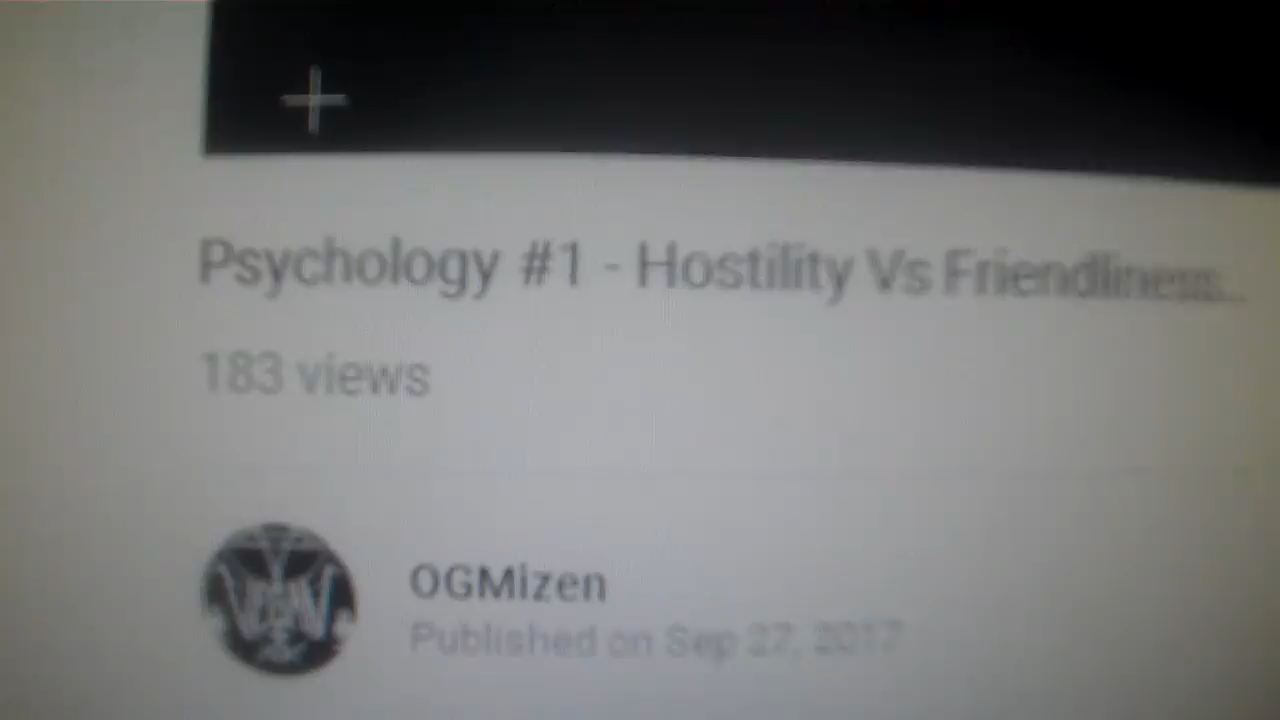 Psychology #1 - Hostility Vs Friendliness...
183 views
OGMizen
Published on Sep 27, 2017